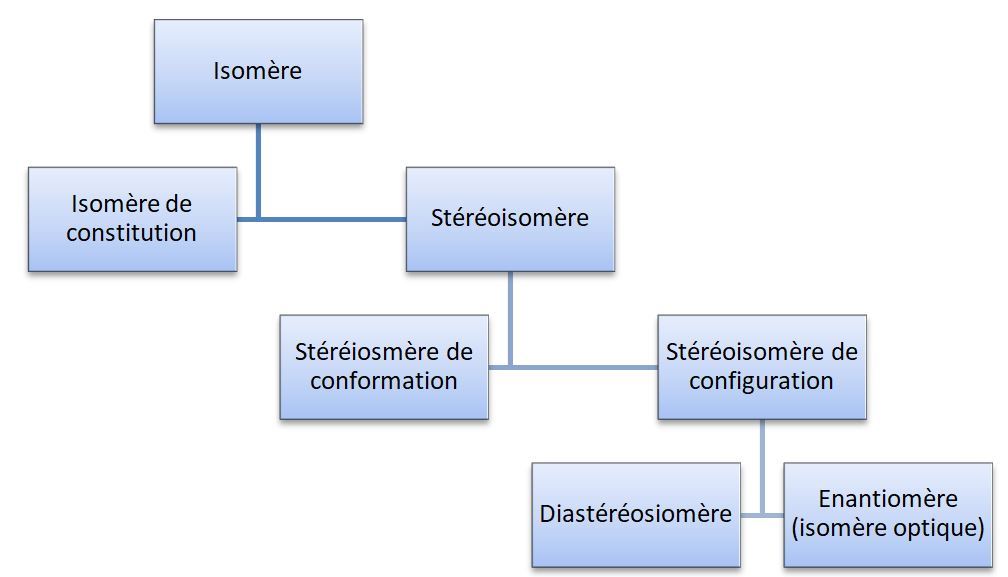 Isomère
Isomère de
constitution
Stéréoisomère
Stéréiosmère de
conformation
Stéréoisomère de
configuration
Diastéréosiomère
Enantiomère
(isomère optique)